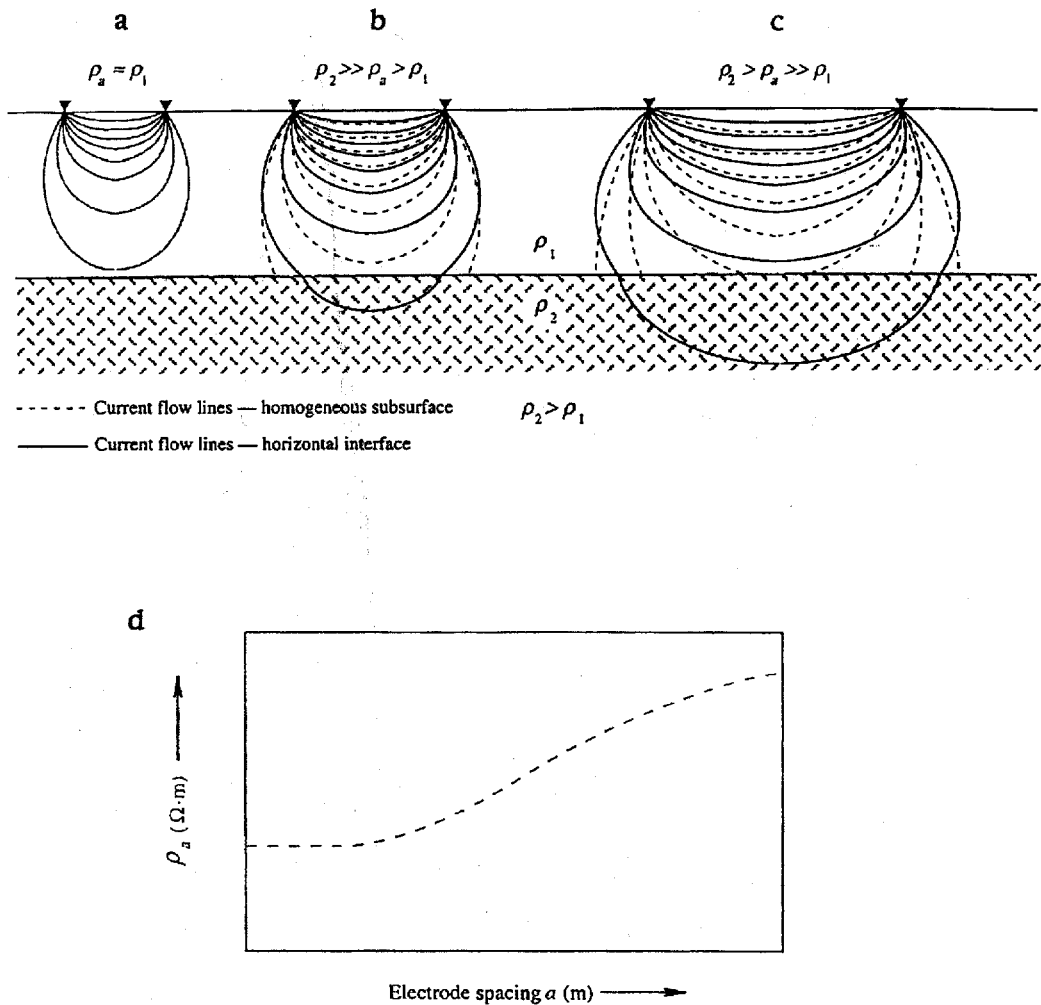 a b c
ρa = ρ1 ρ2 >> ρa > ρ1 ρ2 > ρa >> ρ1
ρ1
ρ2
------- Current flow lines — homogeneous subsurface ρ2 > ρ1
——— Current flow lines — horizontal interface
d
ρa (Ω·m)
Electrode spacing a (m)